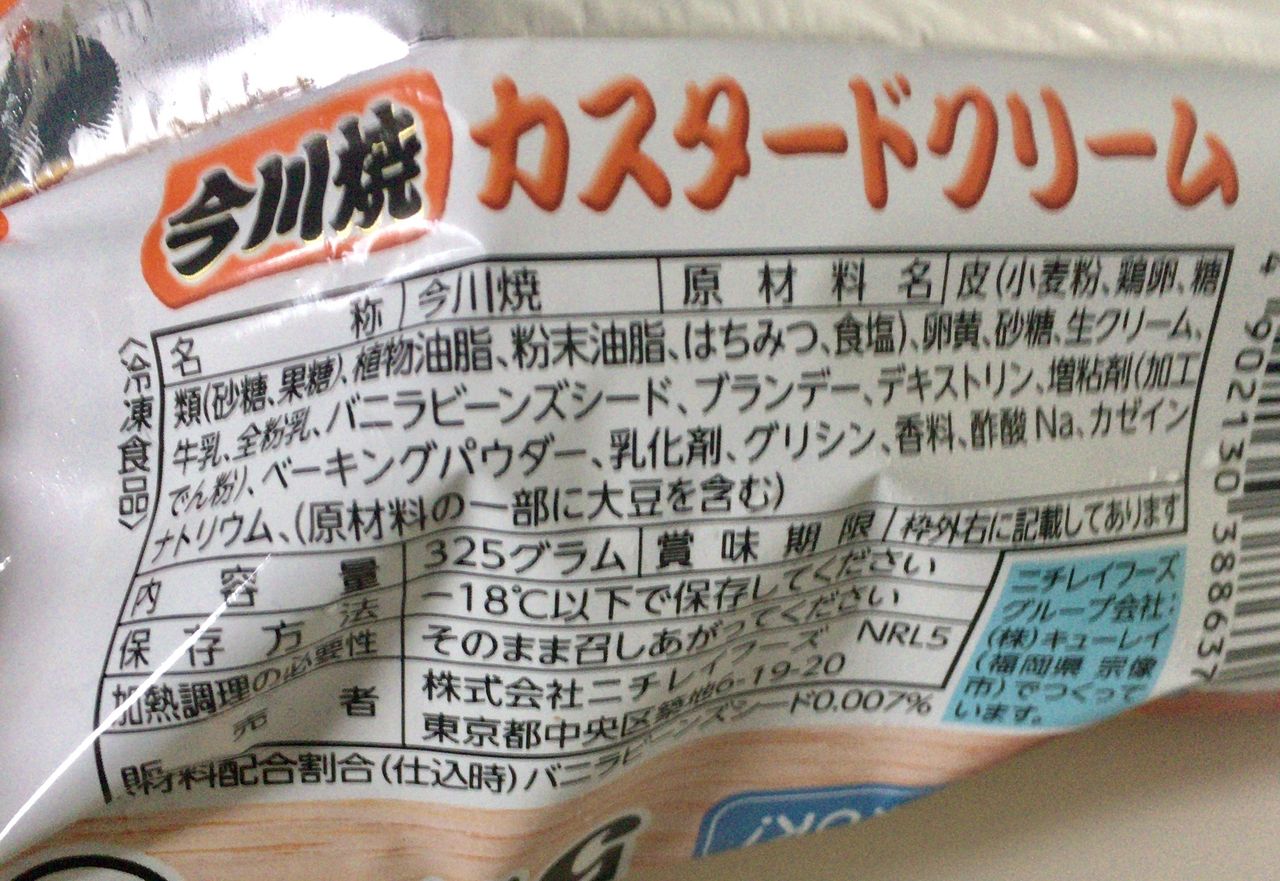 今川焼 カスタードクリーム
〈冷凍食品〉
名称 今川焼 原材料名 皮(小麦粉、鶏卵、糖
類(砂糖、果糖)、植物油脂、粉末油脂、はちみつ、食塩)、卵黄、砂糖、生クリーム、
牛乳、全粉乳、バニラビーンズシード、ブランデー、デキストリン、増粘剤(加工
でん粉)、ベーキングパウダー、乳化剤、グリシン、香料、酢酸Na、カゼイン
ナトリウム、(原材料の一部に大豆を含む)
内容量 325グラム 賞味期限 枠外右に記載してあります
保存方法 -18℃以下で保存してください
加熱調理の必要性 そのまま召しあがってください
売者 株式会社ニチレイフーズ NRL5
東京都中央区築地6-19-20
料配合割合(仕込時)バニラビーンズシード0.007%
ニチレイフーズ
グループ会社:
(株)キューレイ
(福岡県 宗像
市)でつくって
います。
4 902130 388637